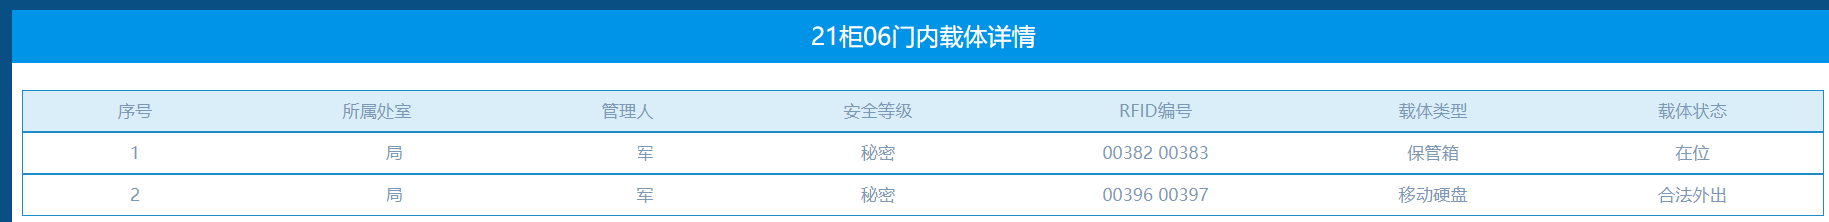 21柜06门内载体详情
序号 所属处室 管理人 安全等级 RFID编号 载体类型 载体状态
1 局 军 秘密 00382 00383 保管箱 在位
2 局 军 秘密 00396 00397 移动硬盘 合法外出